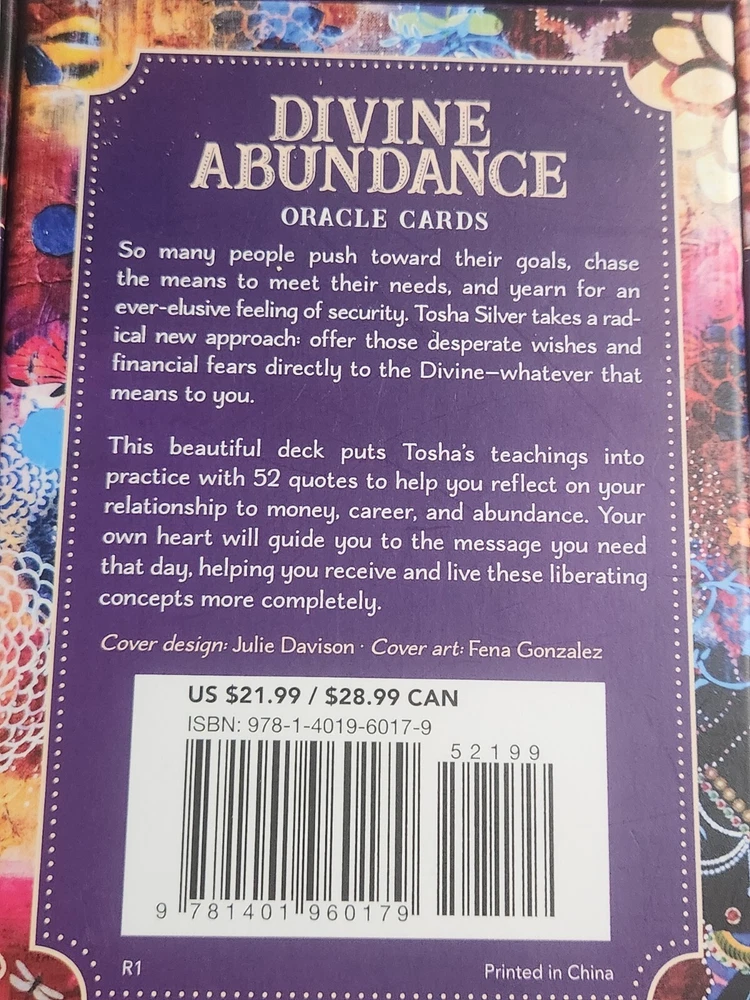 DIVINE
ABUNDANCE
ORACLE CARDS
So many people push toward their goals, chase
the means to meet their needs, and yearn for an
ever-elusive feeling of security. Tosha Silver takes a rad-
ical new approach: offer those desperate wishes and
financial fears directly to the Divine—whatever that
means to you.
This beautiful deck puts Tosha's teachings into
practice with 52 quotes to help you reflect on your
relationship to money, career, and abundance. Your
own heart will guide you to the message you need
that day, helping you receive and live these liberating
concepts more completely.
Cover design: Julie Davison · Cover art: Fena Gonzalez
US $21.99 / $28.99 CAN
ISBN: 978-1-4019-6017-9
52199
9 781401 960179
R1
Printed in China